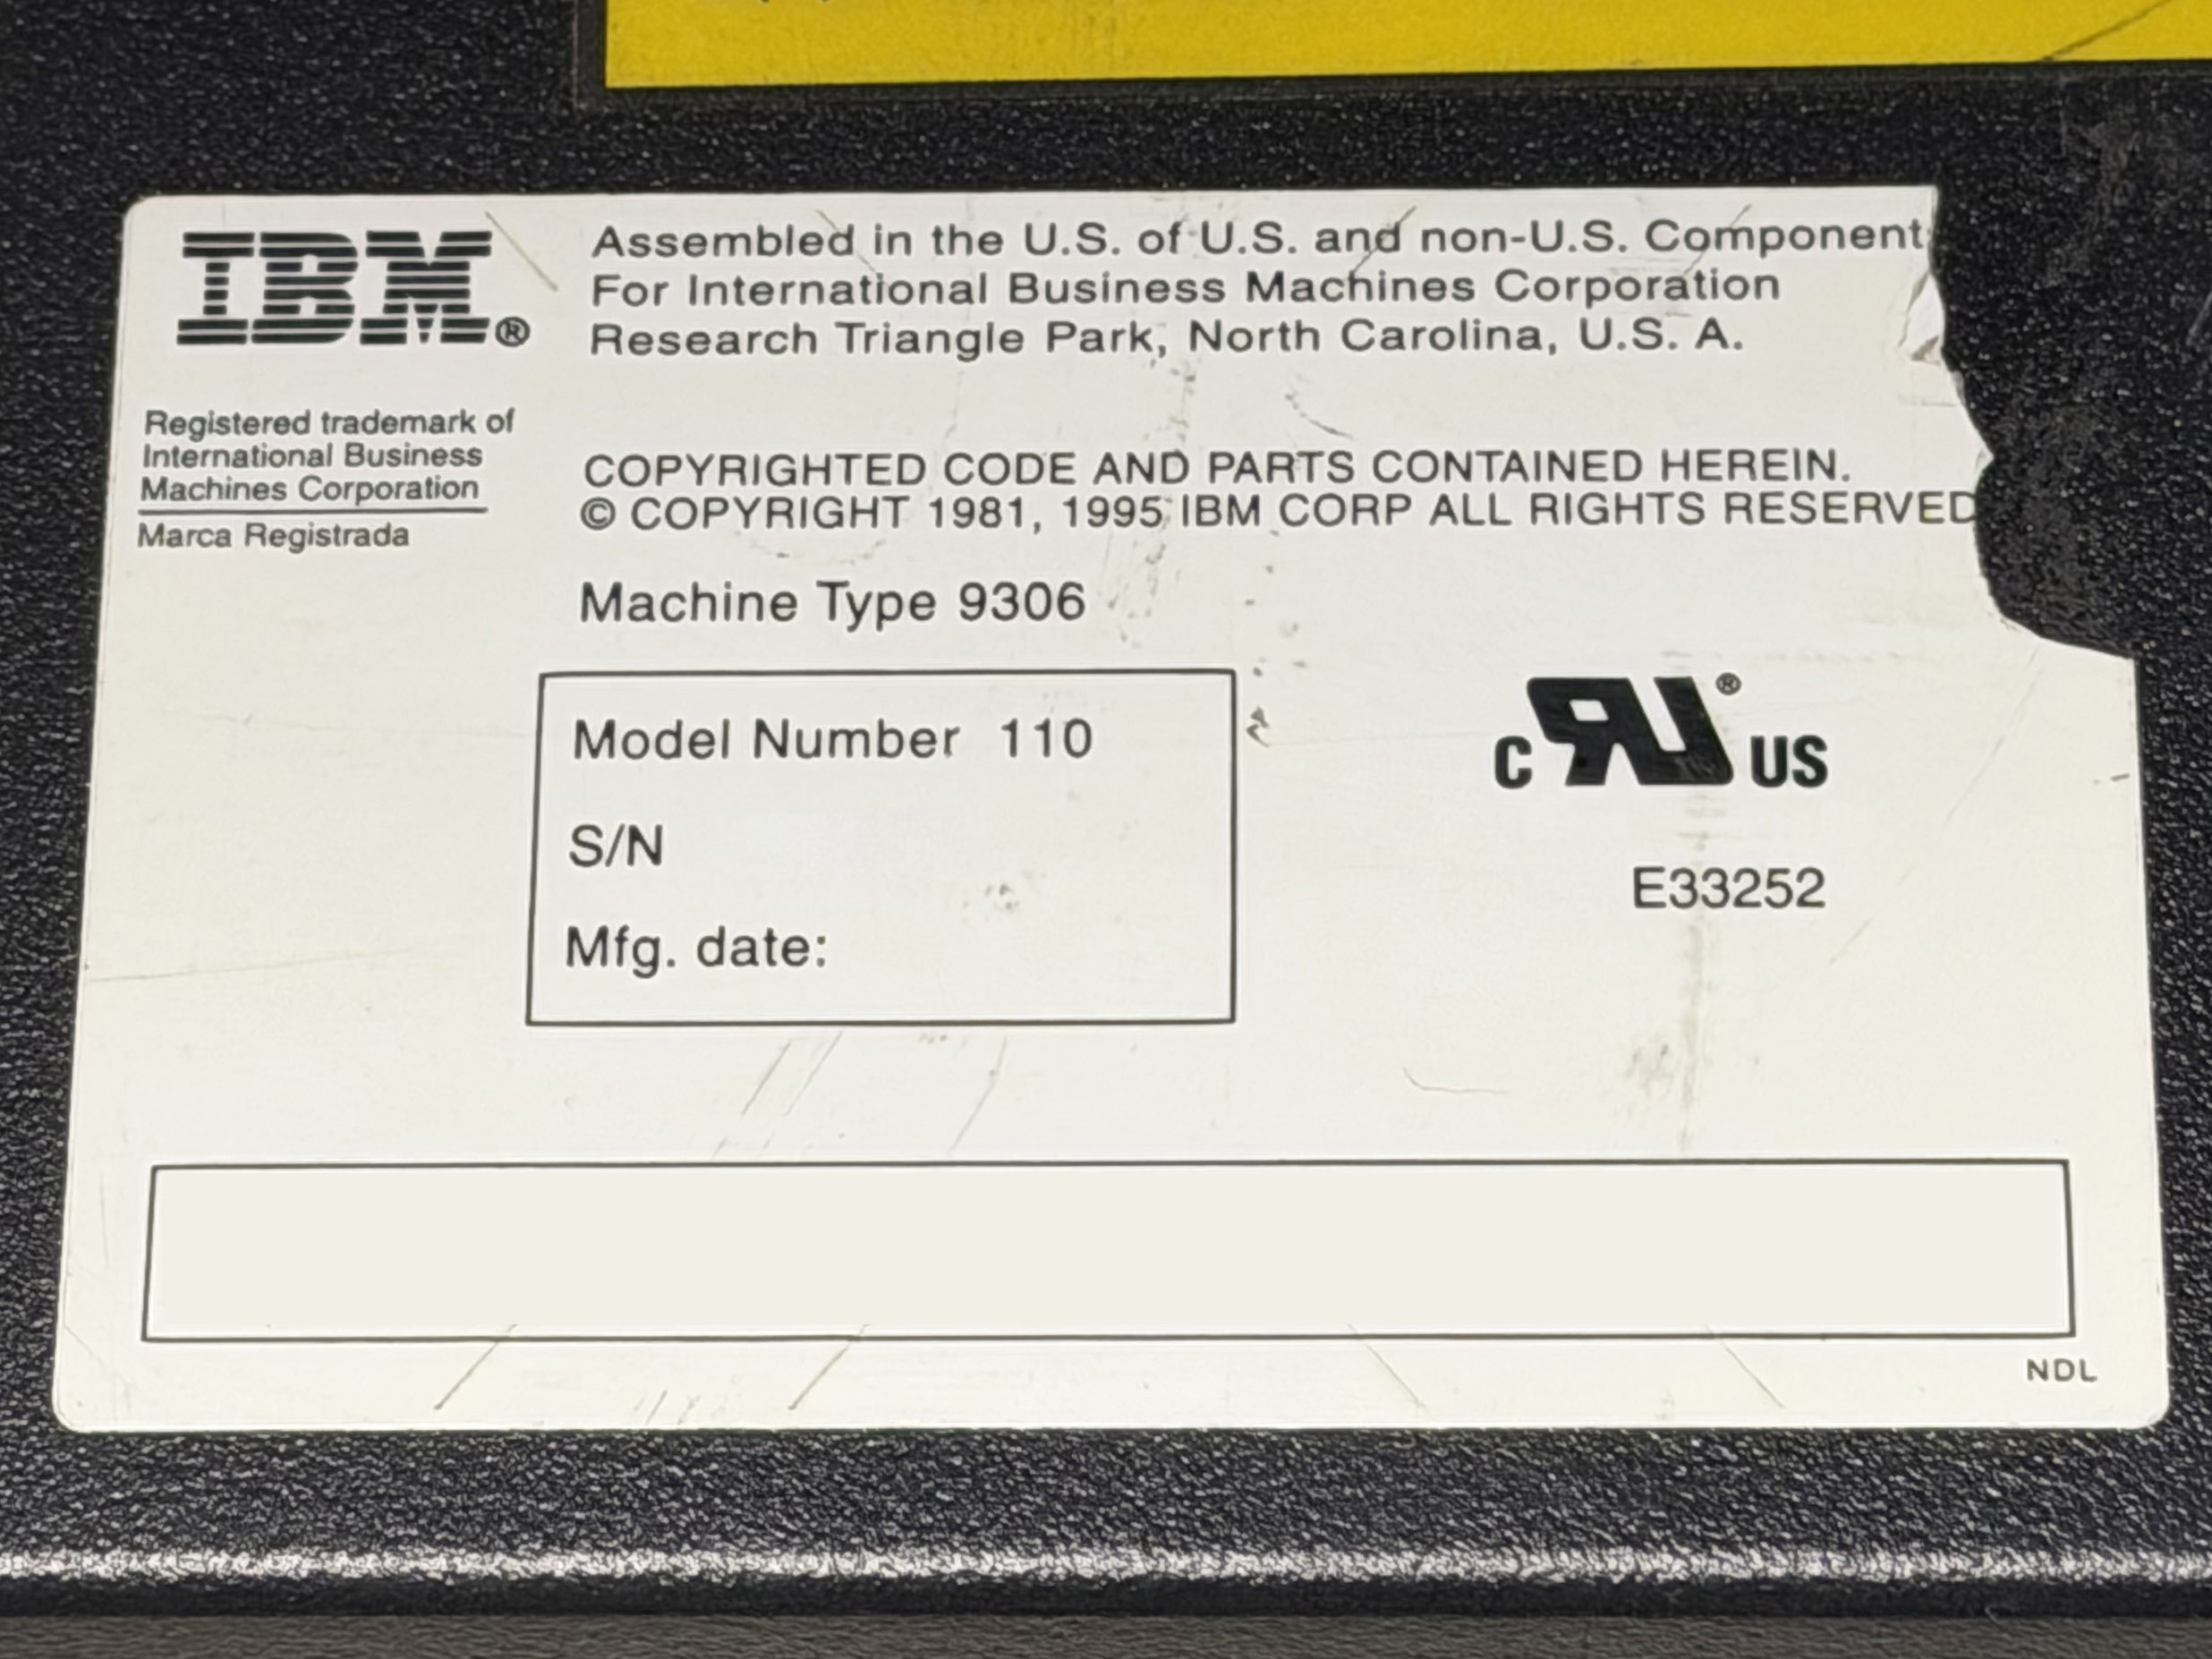 IBM®
Assembled in the U.S. of U.S. and non-U.S. Component
For International Business Machines Corporation
Research Triangle Park, North Carolina, U.S. A.
Registered trademark of
International Business
Machines Corporation
Marca Registrada
COPYRIGHTED CODE AND PARTS CONTAINED HEREIN.
© COPYRIGHT 1981, 1995 IBM CORP ALL RIGHTS RESERVED
Machine Type 9306
Model Number 110
S/N
Mfg. date:
c RU® US
E33252
NDL